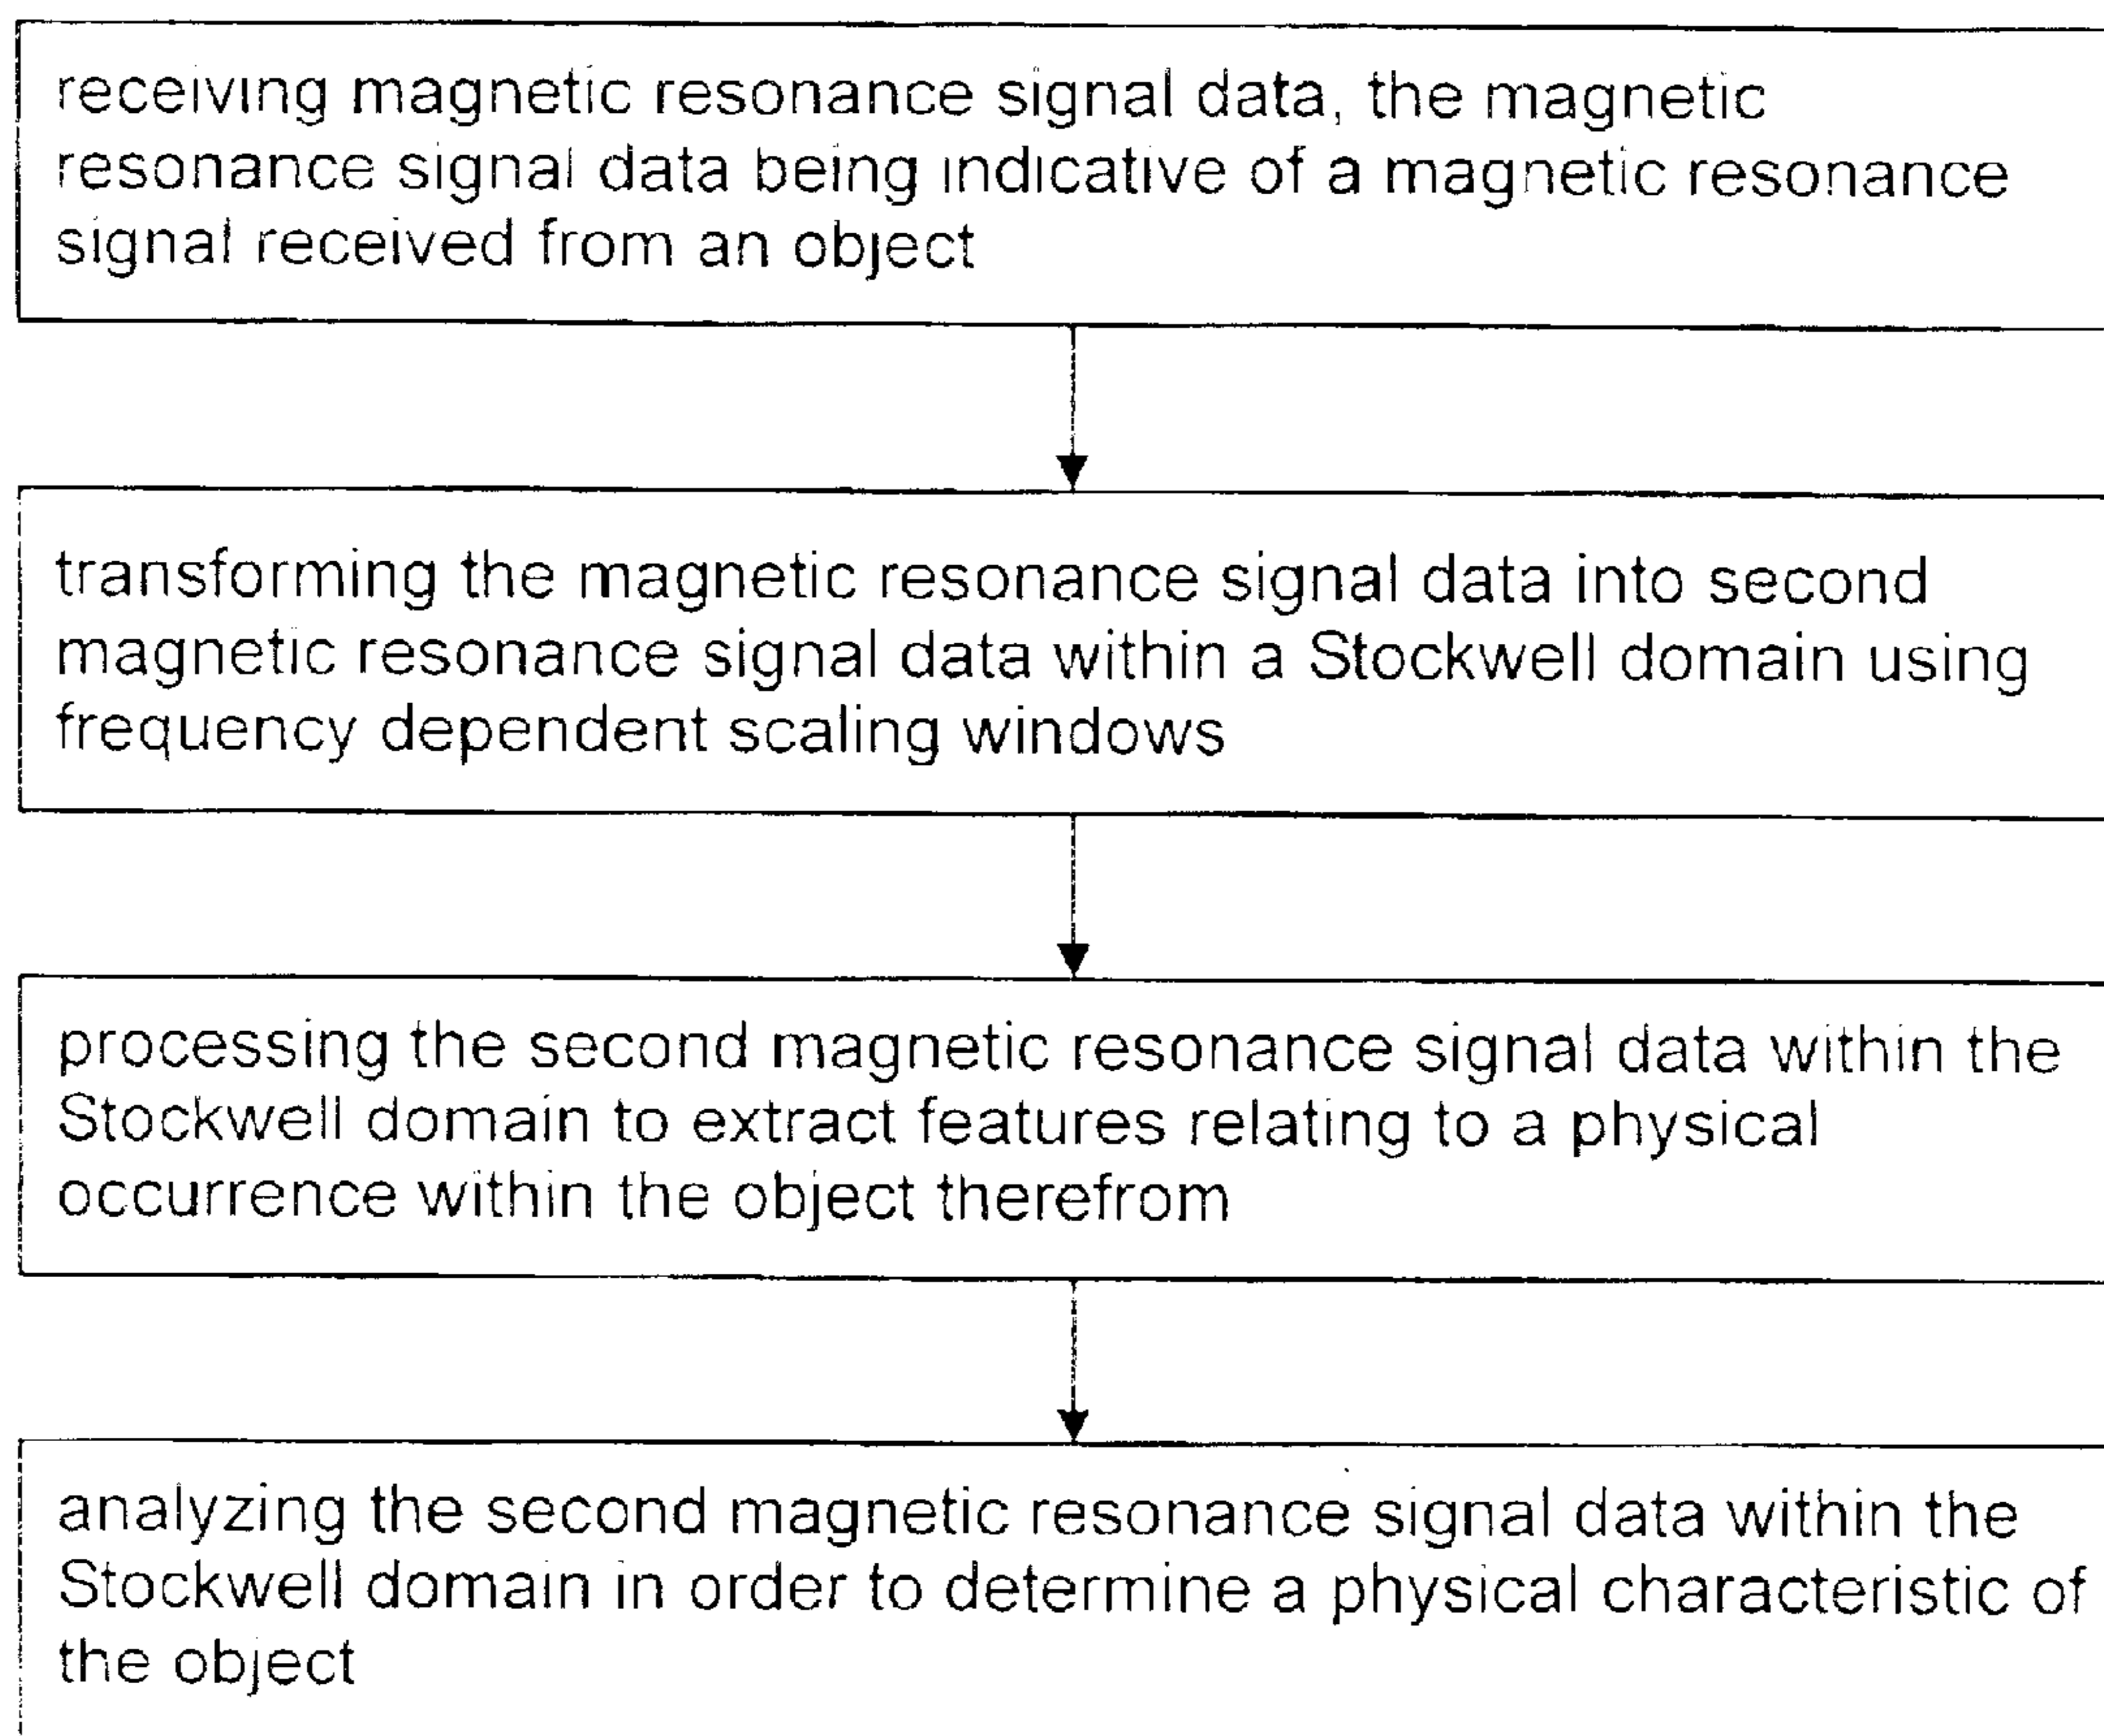 receiving magnetic resonance signal data, the magnetic
resonance signal data being indicative of a magnetic resonance
signal received from an object
transforming the magnetic resonance signal data into second
magnetic resonance signal data within a Stockwell domain using
frequency dependent scaling windows
processing the second magnetic resonance signal data within the
Stockwell domain to extract features relating to a physical
occurrence within the object therefrom
analyzing the second magnetic resonance signal data within the
Stockwell domain in order to determine a physical characteristic of
the object